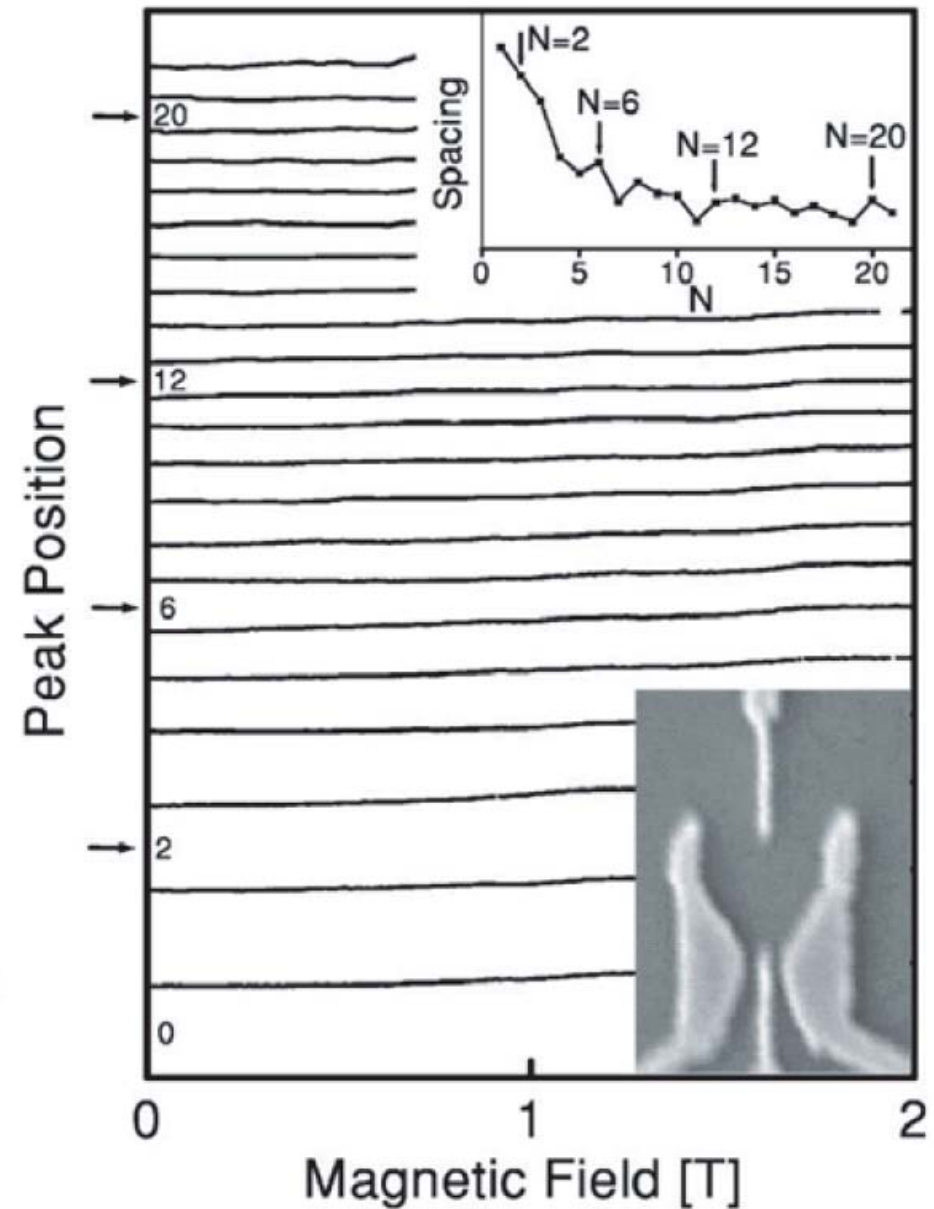 Peak Position
20
12
6
2
0
Spacing
N=2
N=6
N=12
N=20
0 5 10 15 20
N
0 1 2
Magnetic Field [T]